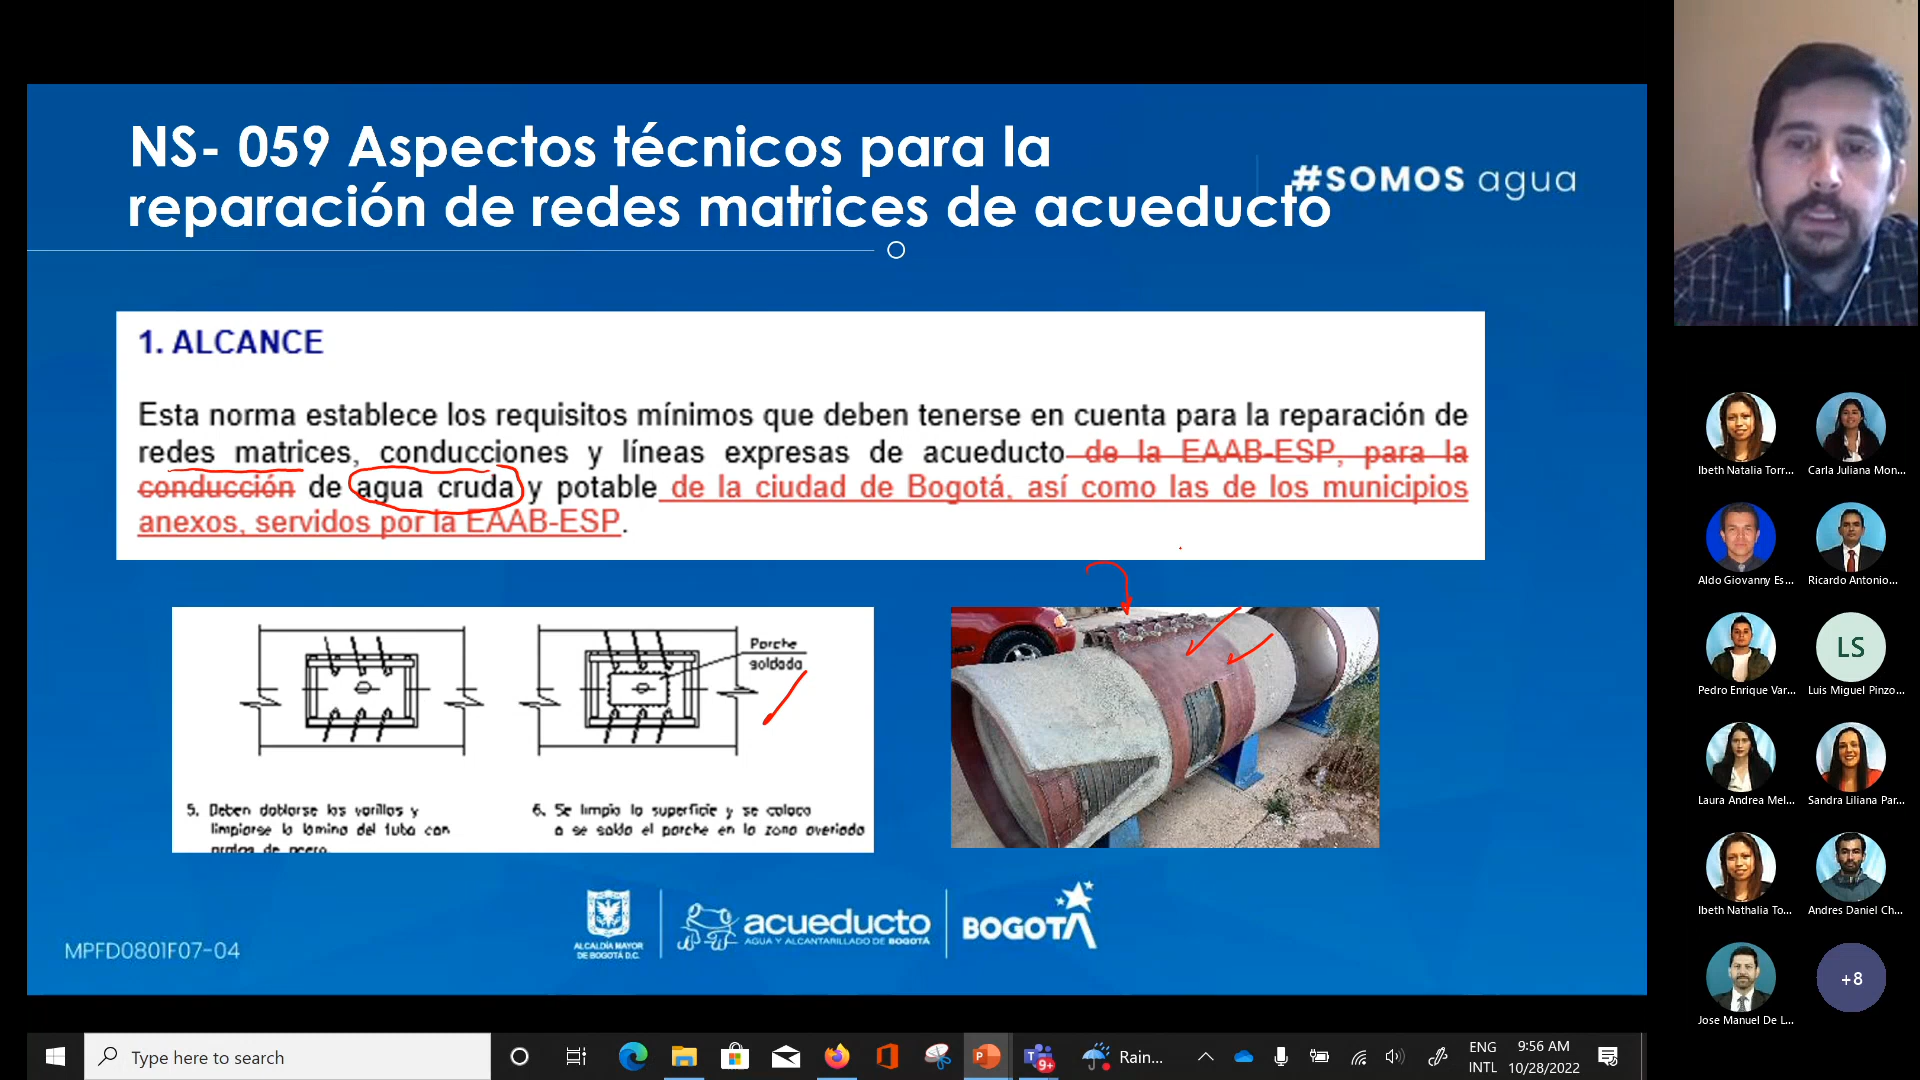 NS- 059 Aspectos técnicos para la
reparación de redes matrices de acueducto
#SOMOS agua
1. ALCANCE
Esta norma establece los requisitos mínimos que deben tenerse en cuenta para la reparación de
redes matrices, conducciones y líneas expresas de acueducto de la EAAB-ESP, para la
conducción de agua cruda y potable de la ciudad de Bogotá, así como las de los municipios
anexos, servidos por la EAAB-ESP.
Parche
soldado
5. Deben doblarse las varillas y
limpiarse la lámina del tubo con
gratas de acero.
6. Se limpia la superficie y se coloca
o se solda el parche en la zona averiada
ALCALDÍA MAYOR
DE BOGOTÁ D.C.
acueducto
AGUA Y ALCANTARILLADO DE BOGOTÁ
BOGOTÁ
MPFD0801F07-04
Ibeth Natalia Torr...
Carla Juliana Mon...
Aldo Giovanny Es...
Ricardo Antonio...
Pedro Enrique Var...
LS
Luis Miguel Pinzo...
Laura Andrea Mel...
Sandra Liliana Par...
Ibeth Nathalia To...
Andres Daniel Ch...
Jose Manuel De L...
+8
Type here to search
9+
Rain...
ENG
INTL
9:56 AM
10/28/2022